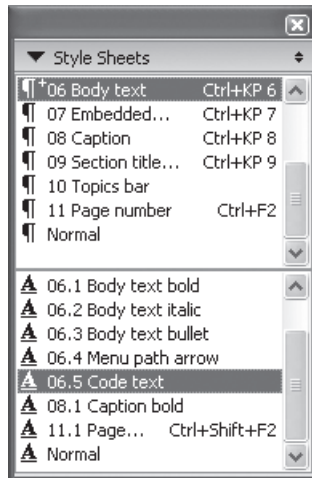 Style Sheets
¶+06 Body text Ctrl+KP 6
¶ 07 Embedded... Ctrl+KP 7
¶ 08 Caption Ctrl+KP 8
¶ 09 Section title... Ctrl+KP 9
¶ 10 Topics bar
¶ 11 Page number Ctrl+F2
¶ Normal
A 06.1 Body text bold
A 06.2 Body text italic
A 06.3 Body text bullet
A 06.4 Menu path arrow
A 06.5 Code text
A 08.1 Caption bold
A 11.1 Page... Ctrl+Shift+F2
A Normal